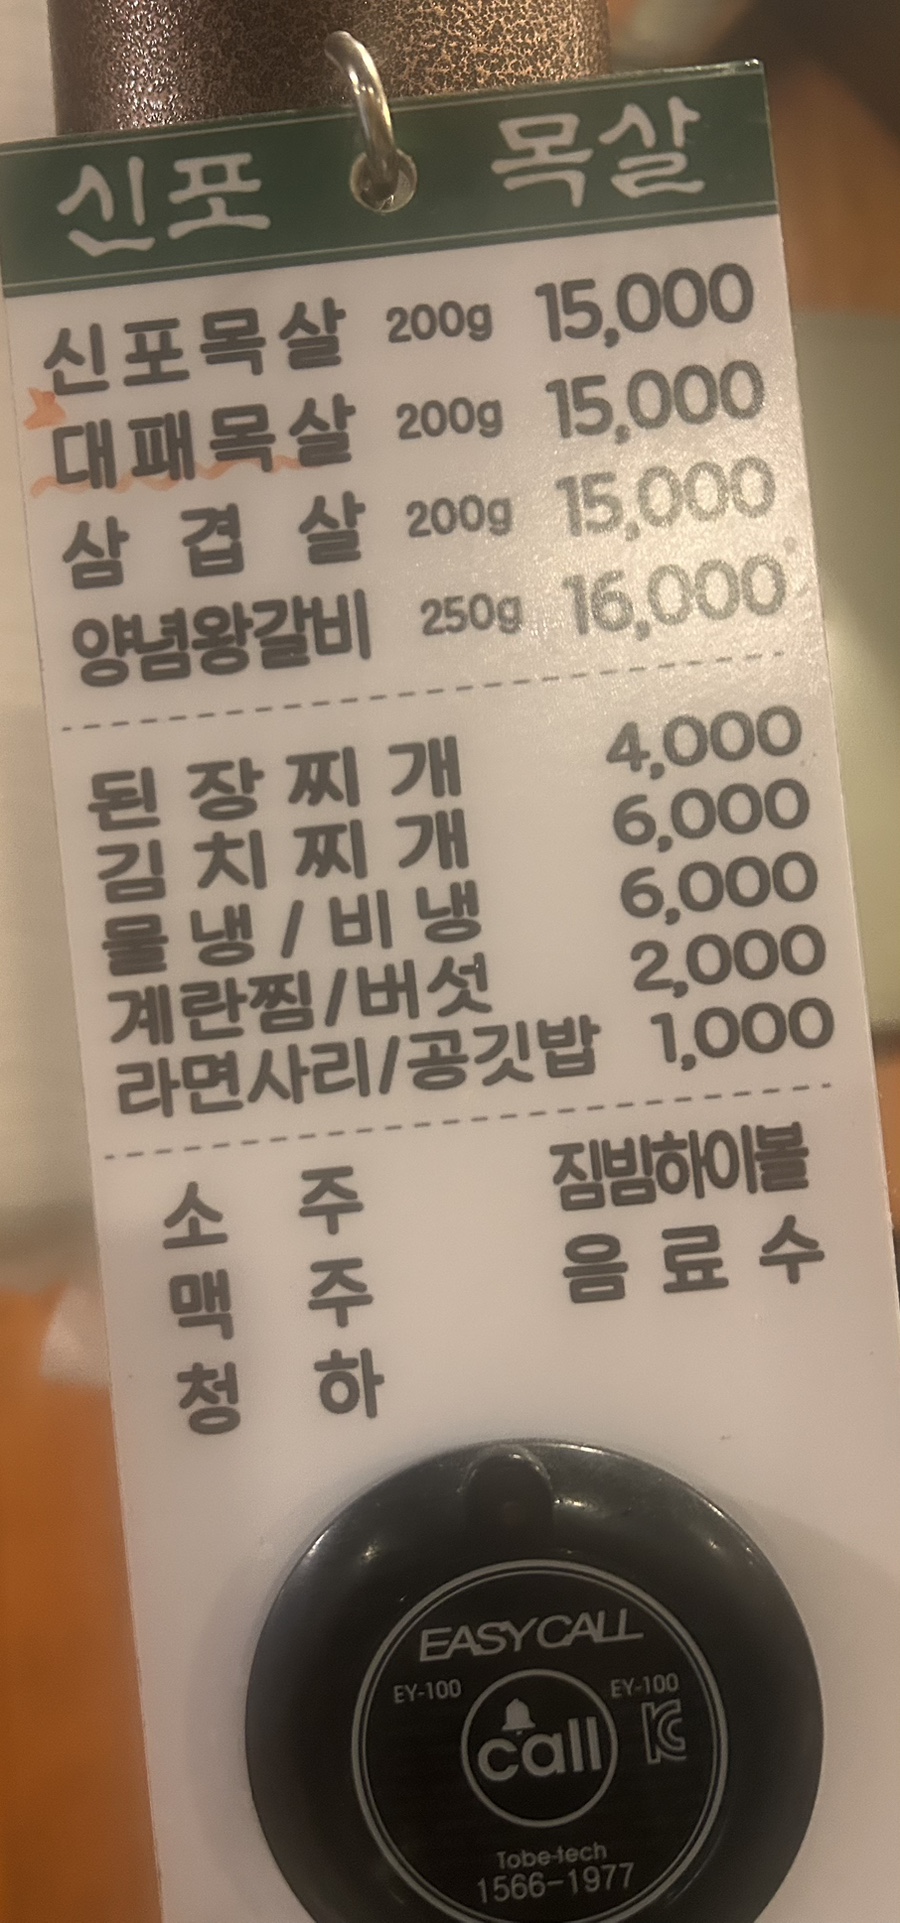 신포 목살
신포목살 200g 15,000
대패목살 200g 15,000
삼겹살 200g 15,000
양념왕갈비 250g 16,000
된장찌개 4,000
김치찌개 6,000
물냉/비냉 6,000
계란찜/버섯 2,000
라면사리/공깃밥 1,000
소주 짐빔하이볼
맥주 음료수
청하
EASY CALL
EY-100 EY-100
call
Tobe-tech
1566-1977